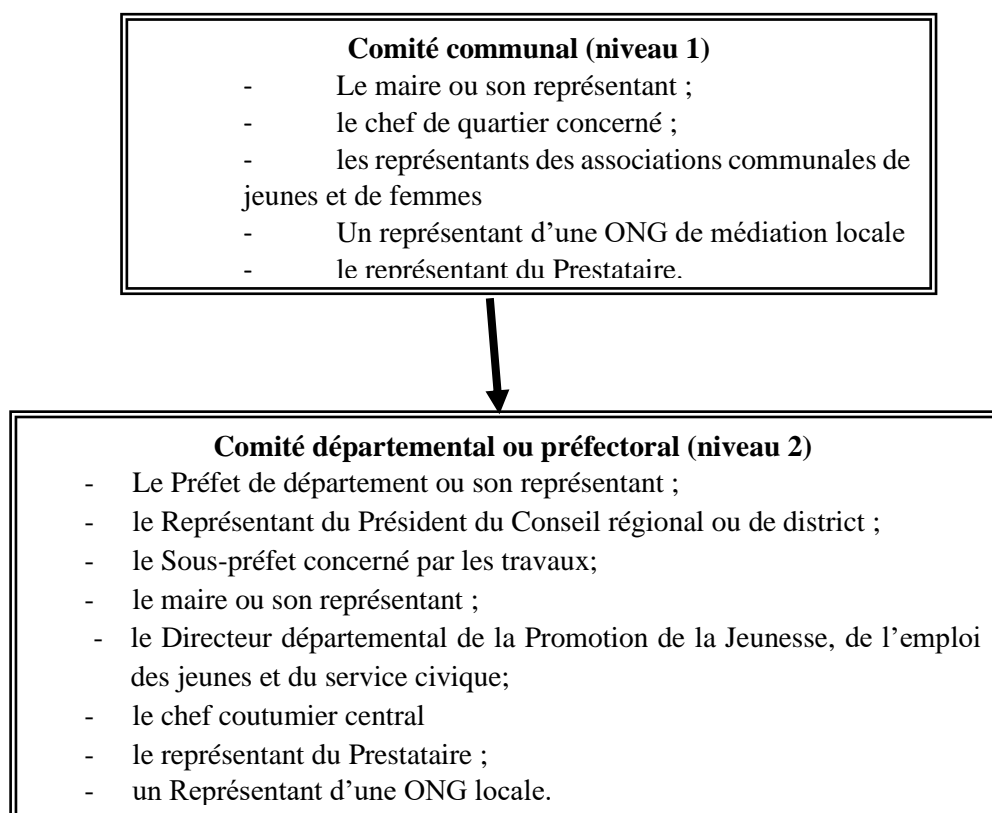 Comité communal (niveau 1)
- Le maire ou son représentant ;
- le chef de quartier concerné ;
- les représentants des associations communales de
jeunes et de femmes
- Un représentant d’une ONG de médiation locale
- le représentant du Prestataire.
Comité départemental ou préfectoral (niveau 2)
- Le Préfet de département ou son représentant ;
- le Représentant du Président du Conseil régional ou de district ;
- le Sous-préfet concerné par les travaux;
- le maire ou son représentant ;
- le Directeur départemental de la Promotion de la Jeunesse, de l’emploi
des jeunes et du service civique;
- le chef coutumier central
- le représentant du Prestataire ;
- un Représentant d’une ONG locale.